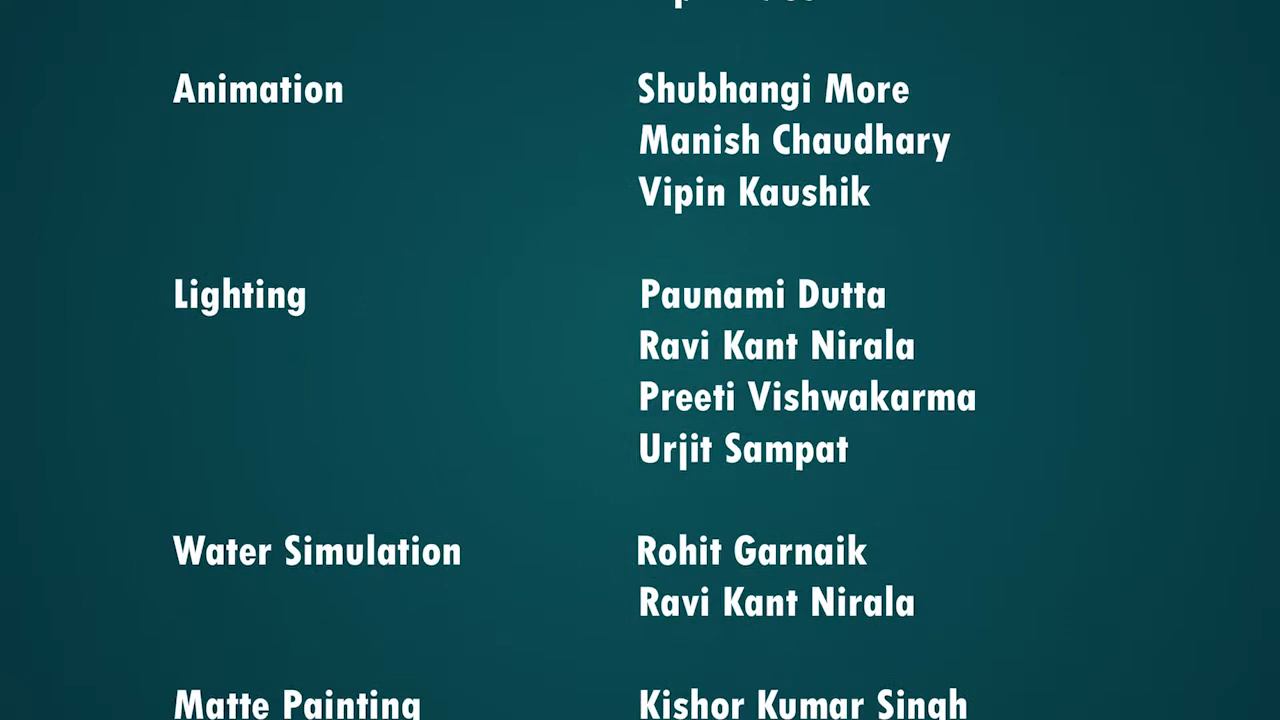 Animation Shubhangi More
Manish Chaudhary
Vipin Kaushik
Lighting Paunami Dutta
Ravi Kant Nirala
Preeti Vishwakarma
Urjit Sampat
Water Simulation Rohit Garnaik
Ravi Kant Nirala
Matte Painting Kishor Kumar Singh